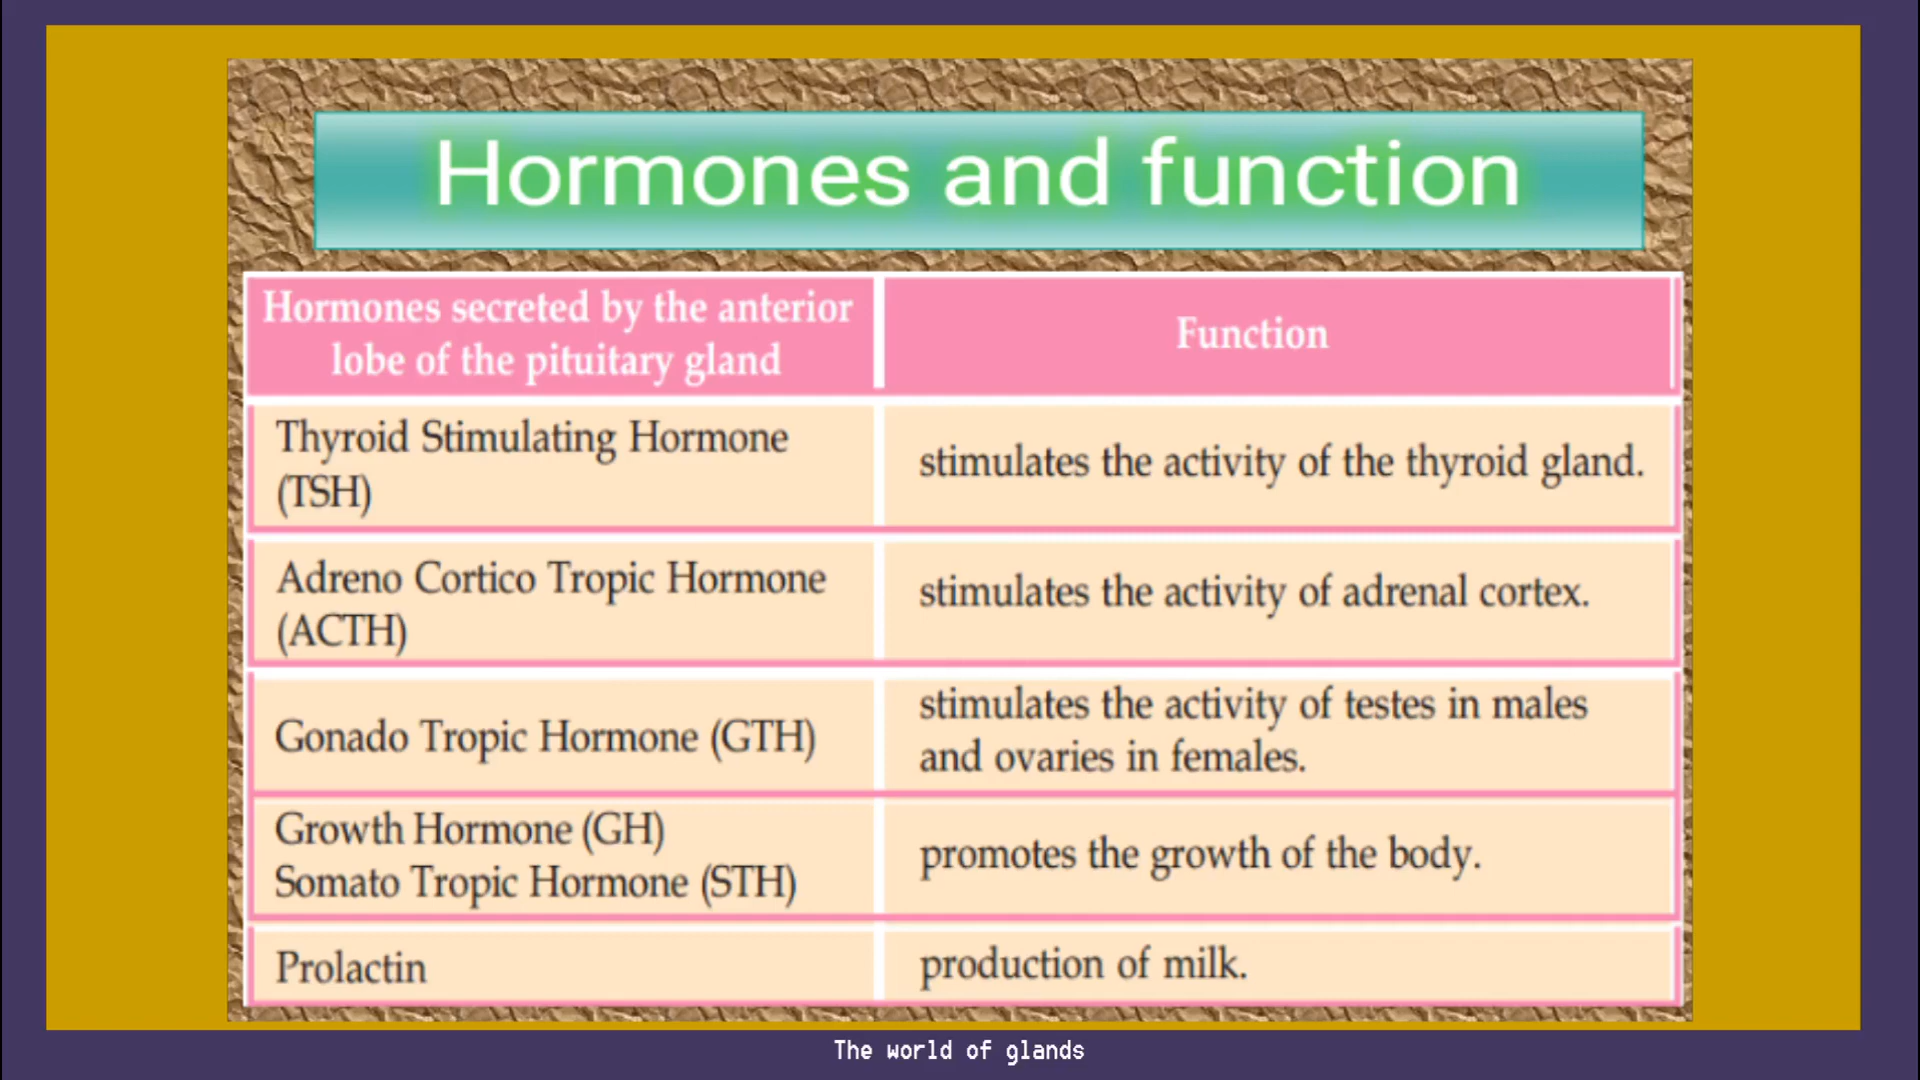 Hormones and function
Hormones secreted by the anterior
lobe of the pituitary gland
Function
Thyroid Stimulating Hormone
(TSH)
stimulates the activity of the thyroid gland.
Adreno Cortico Tropic Hormone
(ACTH)
stimulates the activity of adrenal cortex.
Gonado Tropic Hormone (GTH)
stimulates the activity of testes in males
and ovaries in females.
Growth Hormone (GH)
Somato Tropic Hormone (STH)
promotes the growth of the body.
Prolactin
production of milk.
The world of glands